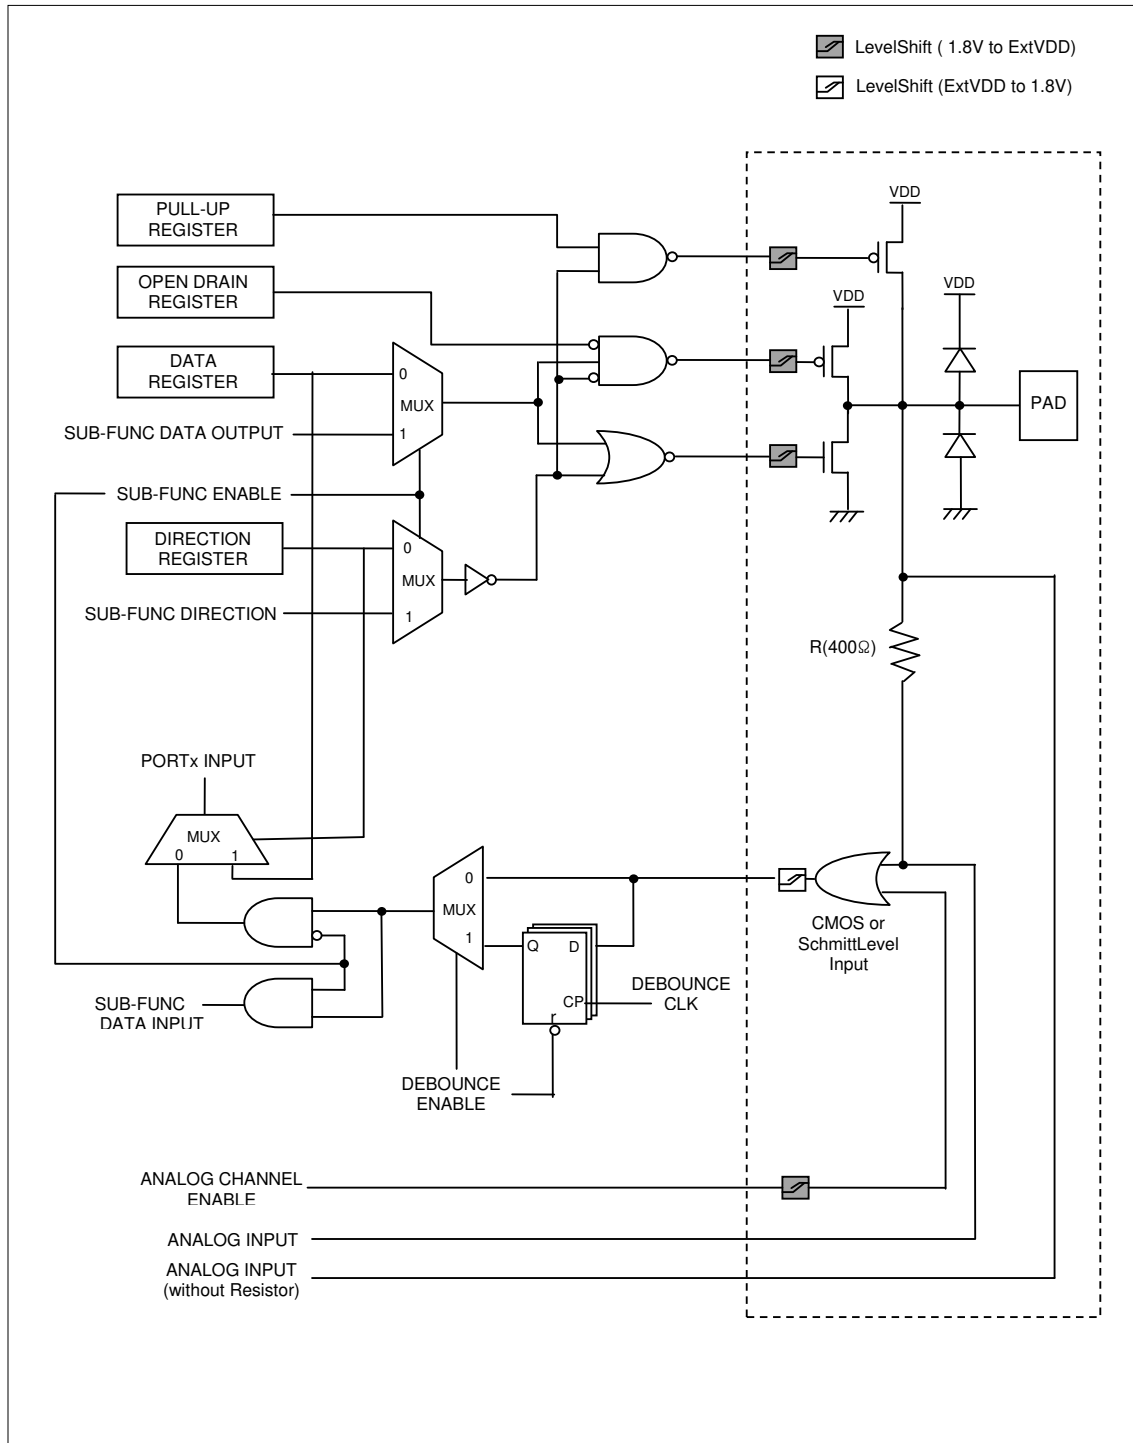 LevelShift ( 1.8V to ExtVDD)
LevelShift (ExtVDD to 1.8V)
PULL-UP
REGISTER
VDD
OPEN DRAIN
REGISTER
VDD
VDD
DATA
REGISTER
0
MUX
1
PAD
SUB-FUNC DATA OUTPUT
SUB-FUNC ENABLE
DIRECTION
REGISTER
0
MUX
1
SUB-FUNC DIRECTION
R(400Ω)
PORTx INPUT
MUX
0 1
0
MUX
1
Q D
CP
r
CMOS or
SchmittLevel
Input
DEBOUNCE
CLK
SUB-FUNC
DATA INPUT
DEBOUNCE
ENABLE
ANALOG CHANNEL
ENABLE
ANALOG INPUT
ANALOG INPUT
(without Resistor)